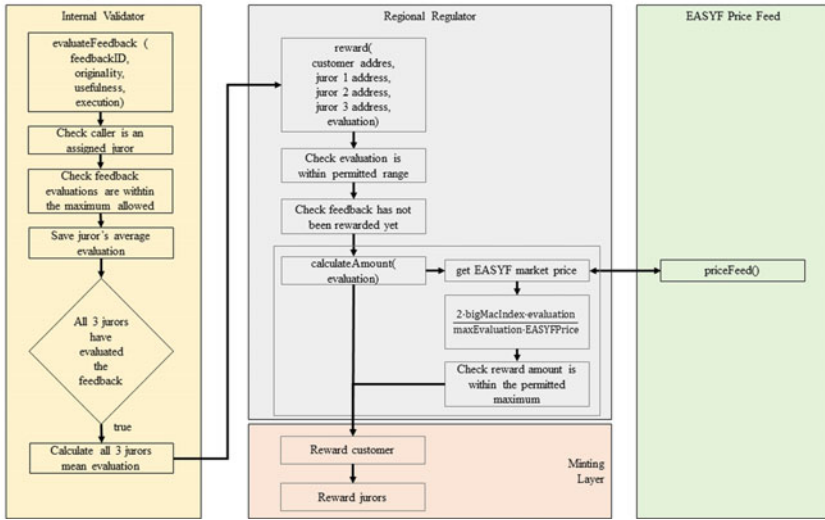 Internal Validator
evaluateFeedback (
feedbackID,
originality,
usefulness,
execution)
Check caller is an
assigned juror
Check feedback
evaluations are withtin
the maximum allowed
Save juror's average
evaluation
All 3 jurors
have
evaluated
the
feedback
true
Calculate all 3 jurors
mean evaluation
Regional Regulator
reward(
customer addres,
juror 1 address,
juror 2 address,
juror 3 address,
evaluation)
Check evaluation is
within permitted range
Check feedback has not
been rewarded yet
calculateAmount(
evaluation)
get EASYF market price
2·bigMacIndex·evaluation
maxEvaluation·EASYFPrice
Check reward amount is
within the permitted
maximum
Reward customer
Reward jurors
Minting
Layer
EASYF Price Feed
priceFeed()